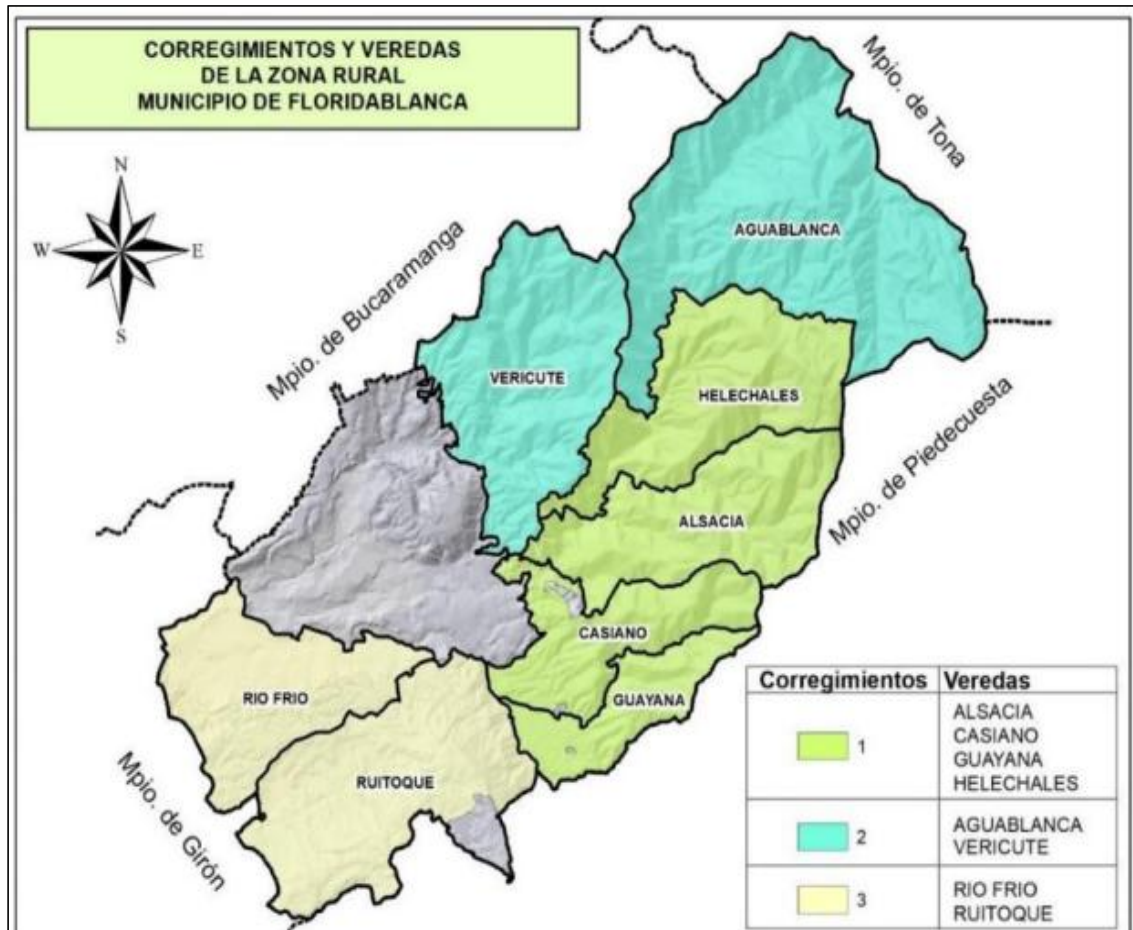 CORREGIMIENTOS Y VEREDAS
DE LA ZONA RURAL
MUNICIPIO DE FLORIDABLANCA
N
W
E
S
Mpio. de Tona
Mpio. de Bucaramanga
AGUABLANCA
VERICUTE
HELECHALES
Mpio. de Piedecuesta
ALSACIA
CASIANO
GUAYANA
RIO FRIO
RUITOQUE
Mpio. de Girón
Corregimientos Veredas
1
ALSACIA
CASIANO
GUAYANA
HELECHALES
2
AGUABLANCA
VERICUTE
3
RIO FRIO
RUITOQUE